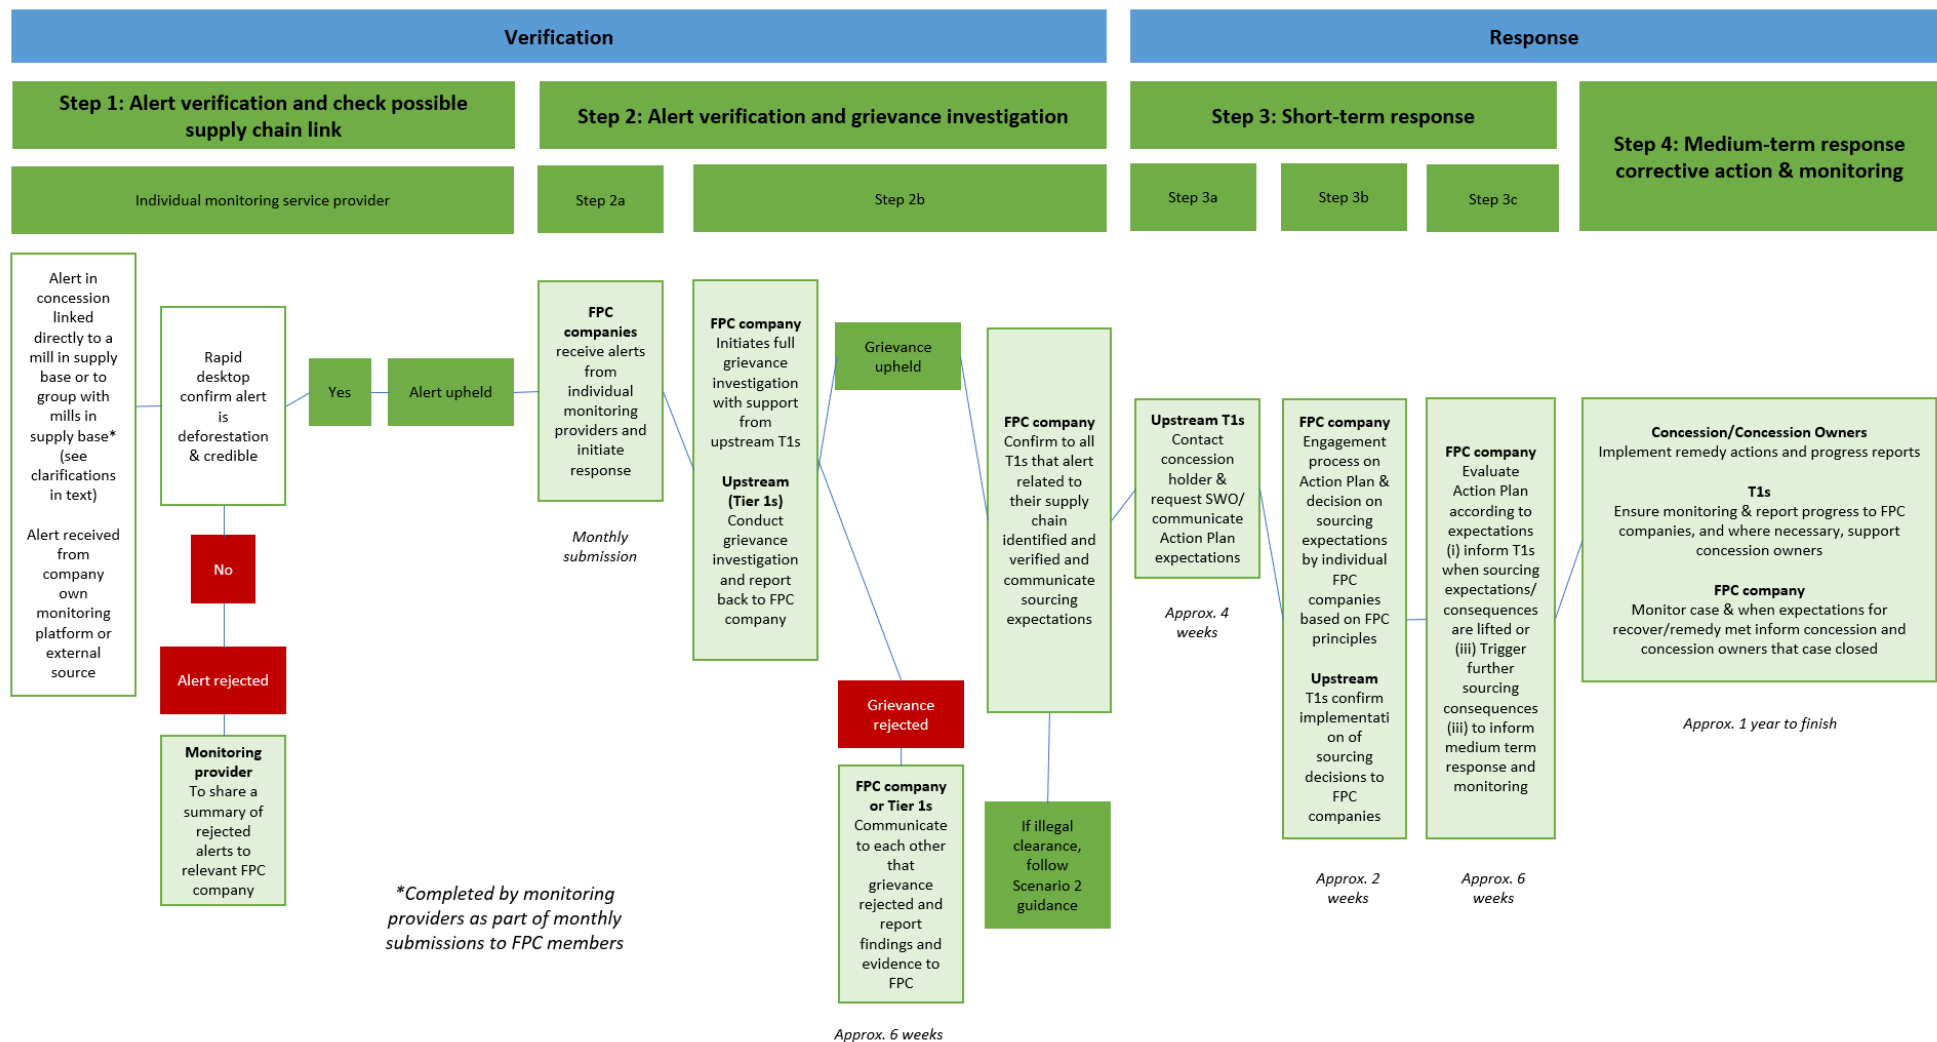 Verification
Response
Step 1: Alert verification and check possible
supply chain link
Step 2: Alert verification and grievance investigation
Step 3: Short-term response
Step 4: Medium-term response
corrective action & monitoring
Individual monitoring service provider
Step 2a
Step 2b
Step 3a
Step 3b
Step 3c
Alert in
concession
linked
directly to a
mill in supply
base or to
group with
mills in
supply base*
(see
clarifications
in text)
Alert received
from
company
own
monitoring
platform or
external
source
Rapid
desktop
confirm alert
is
deforestation
& credible
Yes
Alert upheld
No
Alert rejected
Monitoring
provider
To share a
summary of
rejected
alerts to
relevant FPC
company
FPC
companies
receive alerts
from
individual
monitoring
providers and
initiate
response
Monthly
submission
FPC company
Initiates full
grievance
investigation
with support
from
upstream T1s
Upstream
(Tier 1s)
Conduct
grievance
investigation
and report
back to FPC
company
Grievance
upheld
Grievance
rejected
FPC company
or Tier 1s
Communicate
to each other
that
grievance
rejected and
report
findings and
evidence to
FPC
Approx. 6 weeks
FPC company
Confirm to all
T1s that alert
related to
their supply
chain
identified and
verified and
communicate
sourcing
expectations
If illegal
clearance,
follow
Scenario 2
guidance
Upstream T1s
Contact
concession
holder &
request SWO/
communicate
Action Plan
expectations
Approx. 4
weeks
FPC company
Engagement
process on
Action Plan &
decision on
sourcing
expectations
by individual
FPC
companies
based on FPC
principles
Upstream
T1s confirm
implementati
on of
sourcing
decisions to
FPC
companies
Approx. 2
weeks
FPC company
Evaluate
Action Plan
according to
expectations
(i) inform T1s
when sourcing
expectations/
consequences
are lifted or
(iii) Trigger
further
sourcing
consequences
(iii) to inform
medium term
response and
monitoring
Approx. 6
weeks
Concession/Concession Owners
Implement remedy actions and progress reports
T1s
Ensure monitoring & report progress to FPC
companies, and where necessary, support
concession owners
FPC company
Monitor case & when expectations for
recover/remedy met inform concession and
concession owners that case closed
Approx. 1 year to finish
*Completed by monitoring
providers as part of monthly
submissions to FPC members